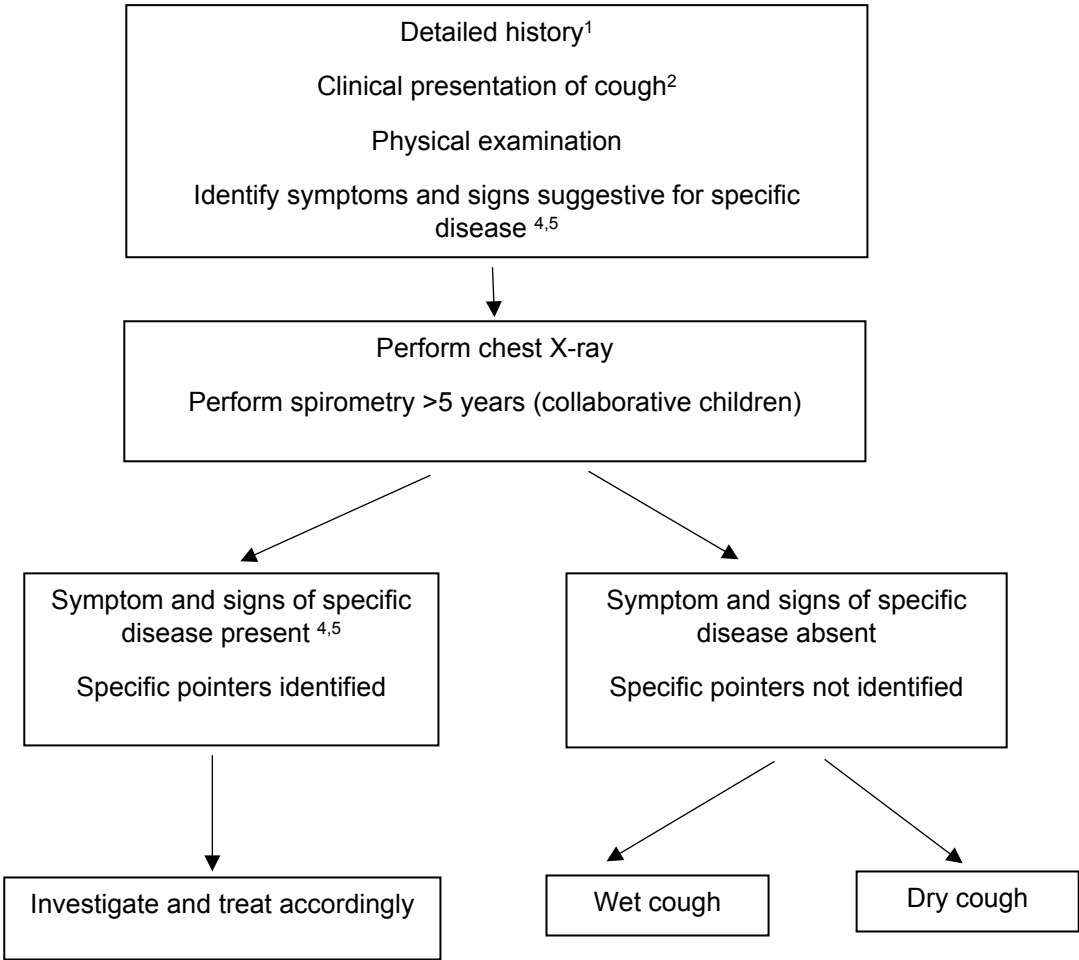 Detailed history¹
Clinical presentation of cough²
Physical examination
Identify symptoms and signs suggestive for specific
disease ⁴,⁵
Perform chest X-ray
Perform spirometry >5 years (collaborative children)
Symptom and signs of specific
disease present ⁴,⁵
Specific pointers identified
Symptom and signs of specific
disease absent
Specific pointers not identified
Investigate and treat accordingly
Wet cough
Dry cough